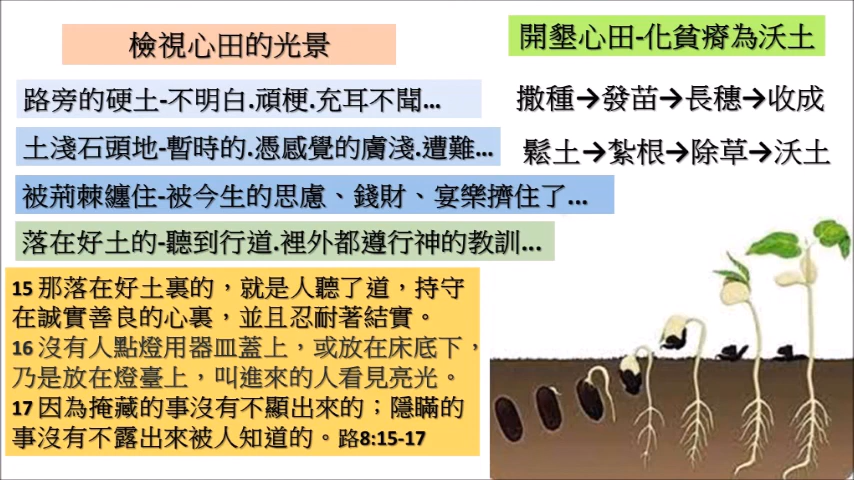 檢視心田的光景
路旁的硬土-不明白.頑梗.充耳不聞...
土淺石頭地-暫時的.憑感覺的膚淺.遭難...
被荊棘纏住-被今生的思慮、錢財、宴樂擠住了...
落在好土的-聽到行道.裡外都遵行神的教訓...
15 那落在好土裏的，就是人聽了道，持守
在誠實善良的心裏，並且忍耐著結實。
16 沒有人點燈用器皿蓋上，或放在床底下，
乃是放在燈臺上，叫進來的人看見亮光。
17 因為掩藏的事沒有不顯出來的；隱瞞的
事沒有不露出來被人知道的。路8:15-17
開墾心田-化貧瘠為沃土
撒種→發苗→長穗→收成
鬆土→紮根→除草→沃土